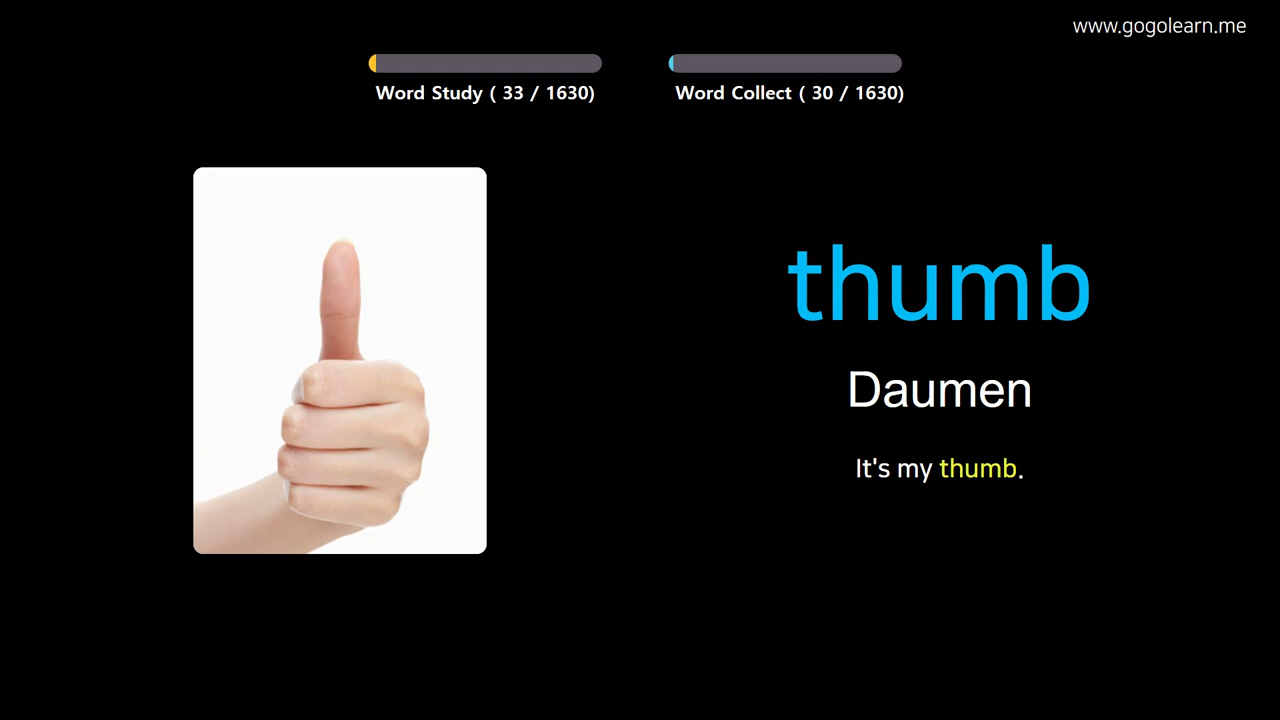 www.gogolearn.me
Word Study ( 33 / 1630)
Word Collect ( 30 / 1630)
thumb
Daumen
It's my thumb.